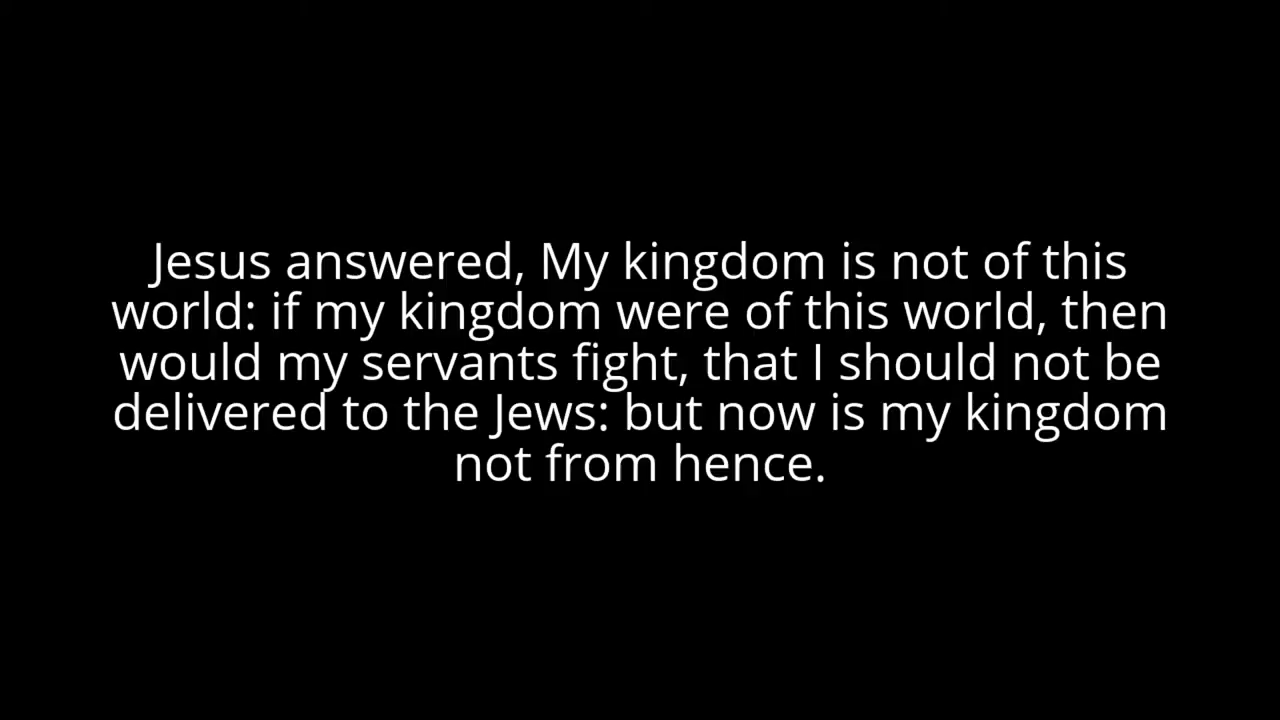 Jesus answered, My kingdom is not of this
world: if my kingdom were of this world, then
would my servants fight, that I should not be
delivered to the Jews: but now is my kingdom
not from hence.